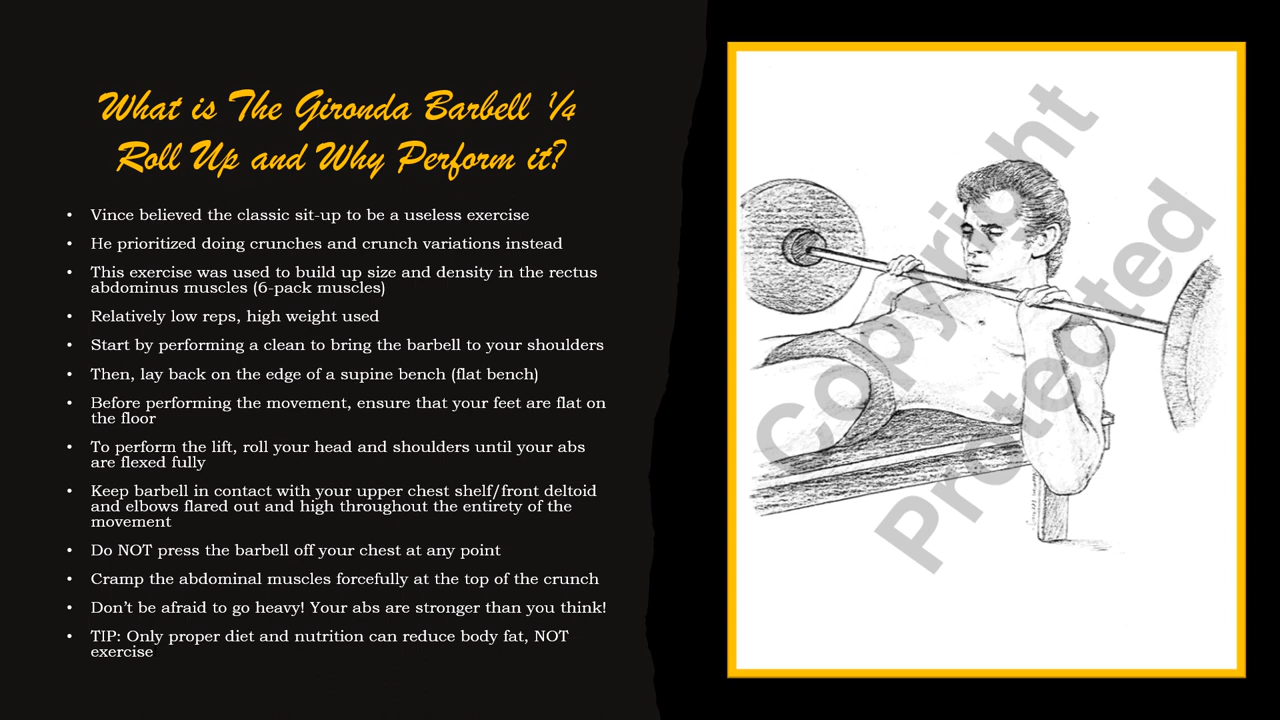 What is The Gironda Barbell ¼
Roll Up and Why Perform it?
• Vince believed the classic sit-up to be a useless exercise
• He prioritized doing crunches and crunch variations instead
• This exercise was used to build up size and density in the rectus
abdominus muscles (6-pack muscles)
• Relatively low reps, high weight used
• Start by performing a clean to bring the barbell to your shoulders
• Then, lay back on the edge of a supine bench (flat bench)
• Before performing the movement, ensure that your feet are flat on
the floor
• To perform the lift, roll your head and shoulders until your abs
are flexed fully
• Keep barbell in contact with your upper chest shelf/front deltoid
and elbows flared out and high throughout the entirety of the
movement
• Do NOT press the barbell off your chest at any point
• Cramp the abdominal muscles forcefully at the top of the crunch
• Don't be afraid to go heavy! Your abs are stronger than you think!
• TIP: Only proper diet and nutrition can reduce body fat, NOT
exercise
Copyright
Protected